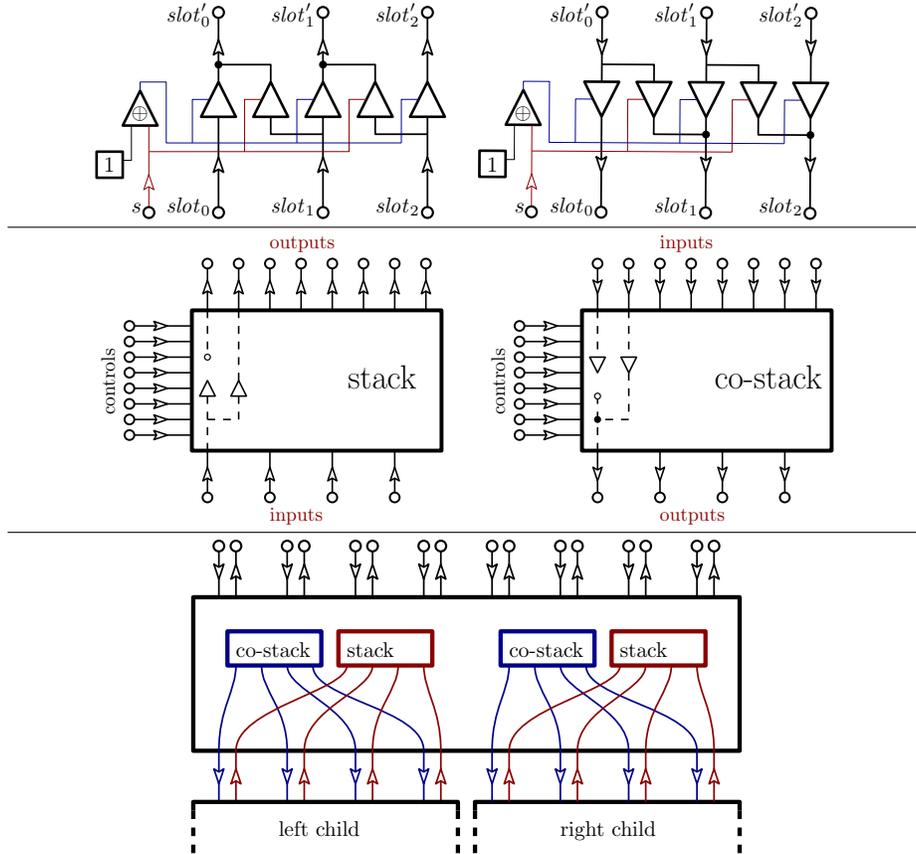 slot′₀ slot′₁ slot′₂ slot′₀ slot′₁ slot′₂
⊕ ⊕
1 1
s slot₀ slot₁ slot₂ s slot₀ slot₁ slot₂
outputs inputs
controls stack controls co-stack
inputs outputs
co-stack stack co-stack stack
left child right child